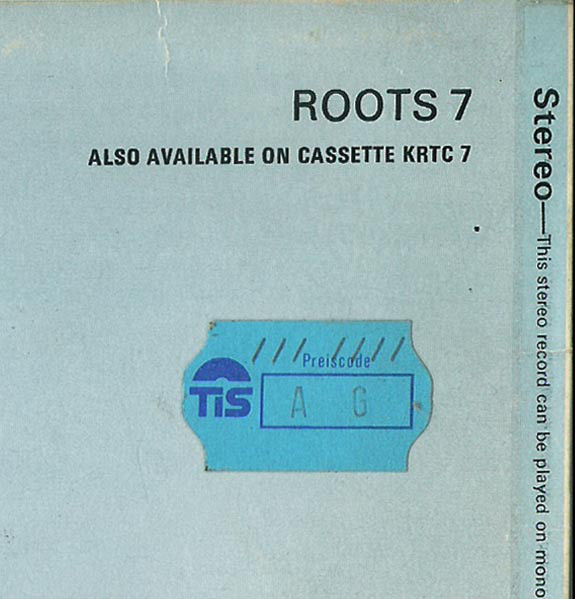 ROOTS 7
ALSO AVAILABLE ON CASSETTE KRTC 7
Preiscode
TiS
A G
Stereo—This stereo record can be played on mono